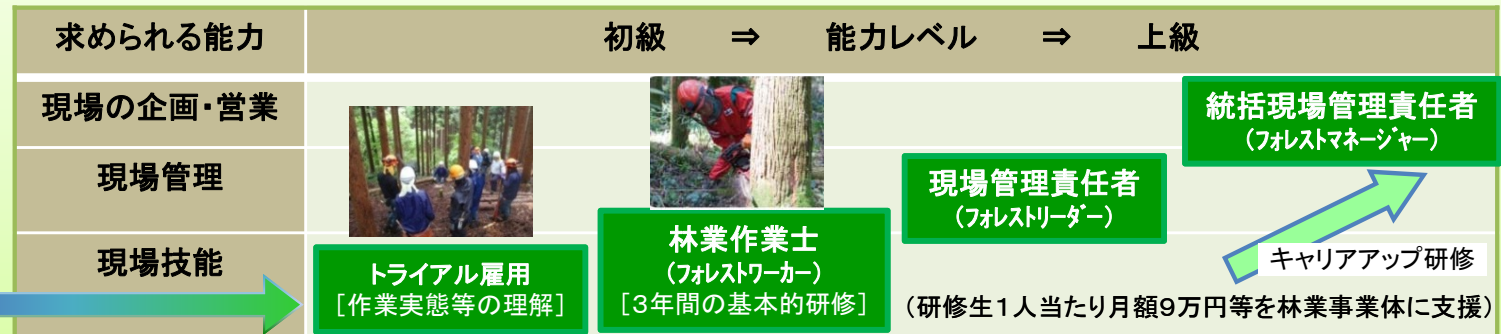 求められる能力
初級 ⇒ 能力レベル ⇒ 上級
現場の企画・営業
統括現場管理責任者
(フォレストマネージャー)
現場管理
現場管理責任者
(フォレストリーダー)
現場技能
トライアル雇用
[作業実態等の理解]
林業作業士
(フォレストワーカー)
[3年間の基本的研修]
キャリアアップ研修
(研修生1人当たり月額9万円等を林業事業体に支援)